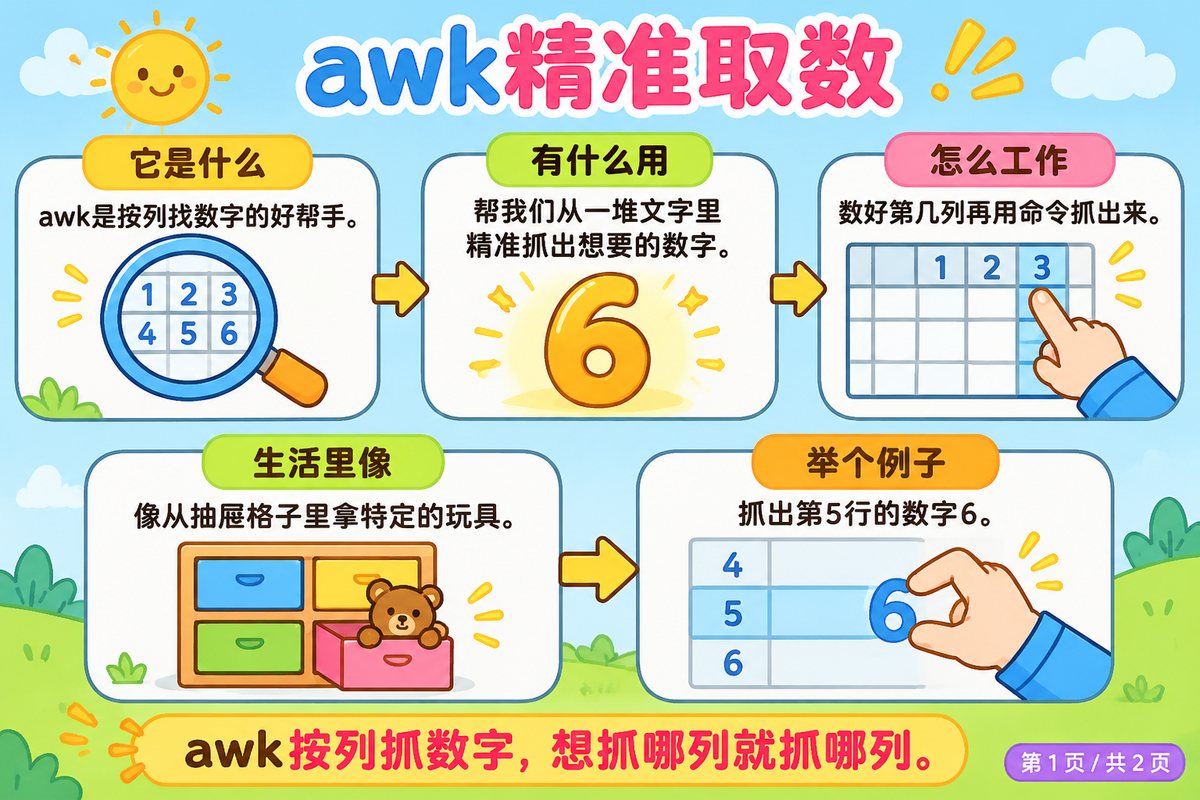 awk精准取数
它是什么
awk是按列找数字的好帮手。
1 2 3
4 5 6
有什么用
帮我们从一堆文字里
精准抓出想要的数字。
6
怎么工作
数好第几列再用命令抓出来。
1 2 3
生活里像
像从抽屉格子里拿特定的玩具。
举个例子
抓出第5行的数字6。
4
5 6
6
awk按列抓数字，想抓哪列就抓哪列。
第1页/共2页